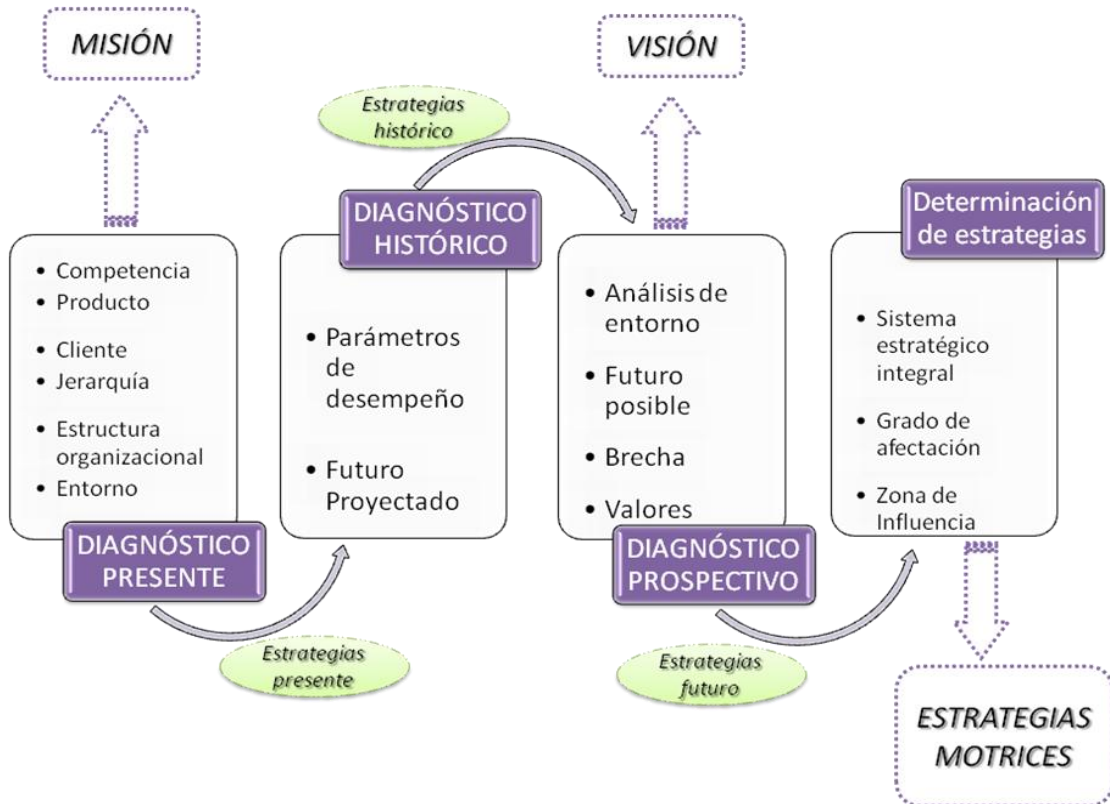 MISIÓN
• Competencia
• Producto
• Cliente
• Jerarquía
• Estructura
organizacional
• Entorno
DIAGNÓSTICO
PRESENTE
Estrategias
presente
DIAGNÓSTICO
HISTÓRICO
• Parámetros
de
desempeño
• Futuro
Proyectado
Estrategias
histórico
VISIÓN
• Análisis de
entorno
• Futuro
posible
• Brecha
• Valores
DIAGNÓSTICO
PROSPECTIVO
Estrategias
futuro
Determinación
de estrategias
• Sistema
estratégico
integral
• Grado de
afectación
• Zona de
Influencia
ESTRATEGIAS
MOTRICES